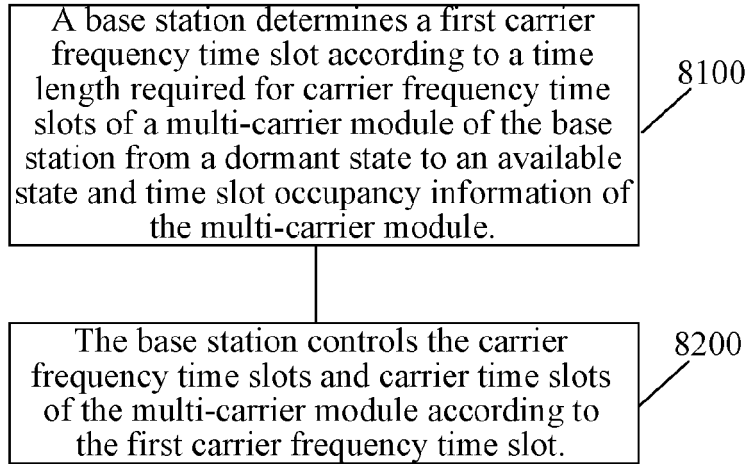 A base station determines a first carrier
frequency time slot according to a time
length required for carrier frequency time
slots of a multi-carrier module of the base
station from a dormant state to an available
state and time slot occupancy information of
the multi-carrier module.
8100
The base station controls the carrier
frequency time slots and carrier time slots
of the multi-carrier module according to
the first carrier frequency time slot.
8200